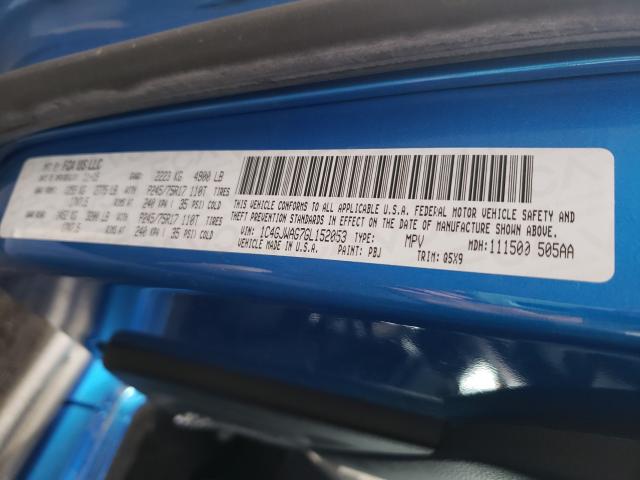 MFD BY FCA US LLC
GVWR: 2223 KG 4900 LB
WITH P245/75R17 110T TIRES
240 KPA ( 35 PSI) COLD
WITH P245/75R17 110T TIRES
240 KPA ( 35 PSI) COLD
THIS VEHICLE CONFORMS TO ALL APPLICABLE U.S.A. FEDERAL MOTOR VEHICLE SAFETY AND
THEFT PREVENTION STANDARDS IN EFFECT ON THE DATE OF MANUFACTURE SHOWN ABOVE.
VIN: 1C4GJWAG7GL152053 TYPE: MPV MDH: 111500 505AA
VEHICLE MADE IN U.S.A. PAINT: PBJ TRIM: Q5X9